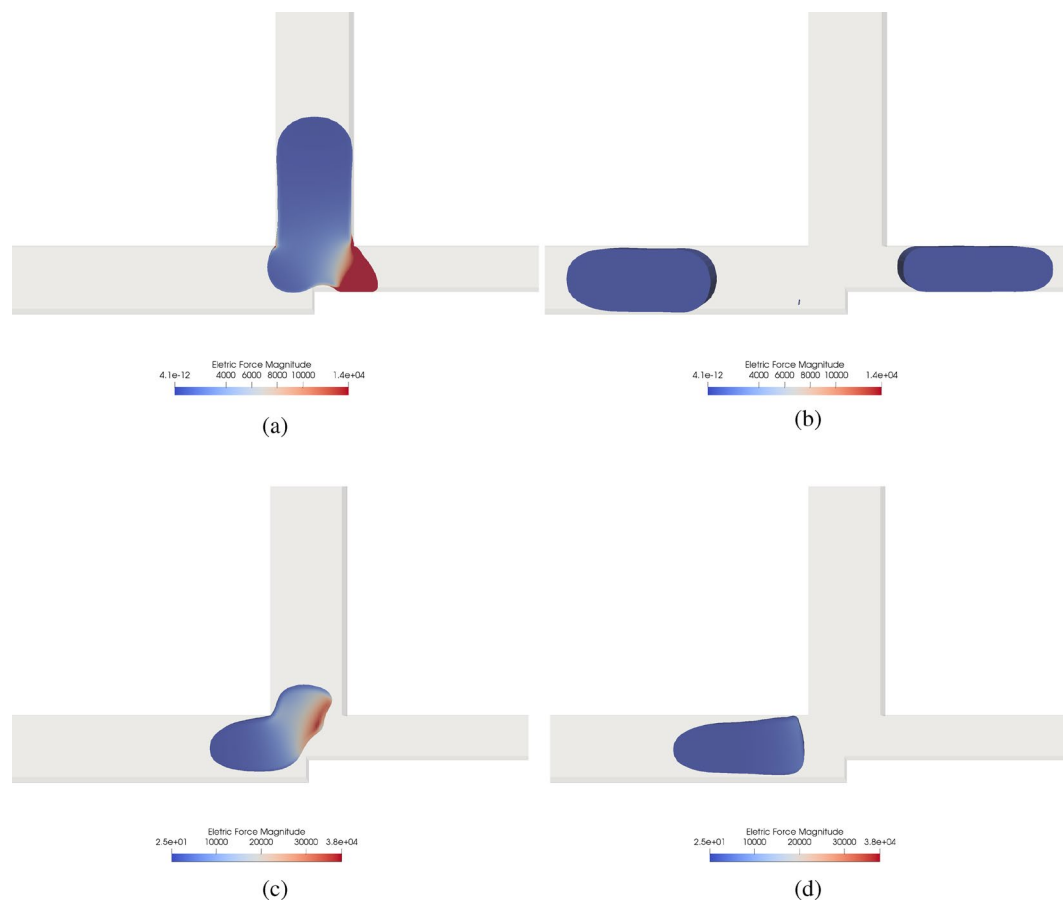 Eletric Force Magnitude
4.1e-12 4000 6000 8000 10000 1.4e+04
(a)
Eletric Force Magnitude
4.1e-12 4000 6000 8000 10000 1.4e+04
(b)
Eletric Force Magnitude
2.5e+01 10000 20000 30000 3.8e+04
(c)
Eletric Force Magnitude
2.5e+01 10000 20000 30000 3.8e+04
(d)